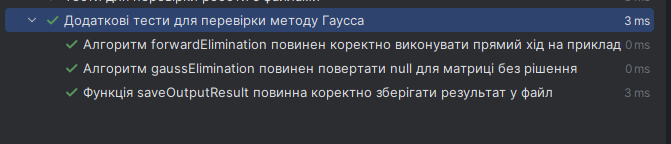 Додаткові тести для перевірки методу Гаусса 3 ms
Алгоритм forwardElimination повинен коректно виконувати прямий хід на приклад 0 ms
Алгоритм gaussElimination повинен повертати null для матриці без рішення 0 ms
Функція saveOutputResult повинна коректно зберігати результат у файл 3 ms